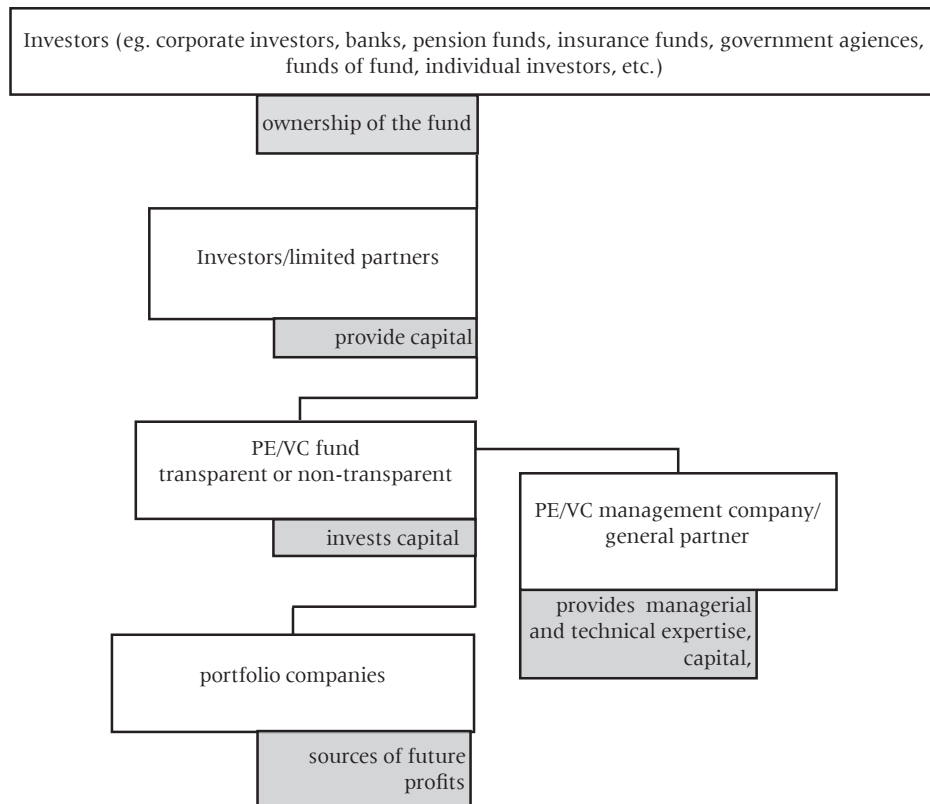 Investors (eg. corporate investors, banks, pension funds, insurance funds, government agiences,
funds of fund, individual investors, etc.)
ownership of the fund
Investors/limited partners
provide capital
PE/VC fund
transparent or non-transparent
invests capital
PE/VC management company/
general partner
provides managerial
and technical expertise,
capital,
portfolio companies
sources of future
profits